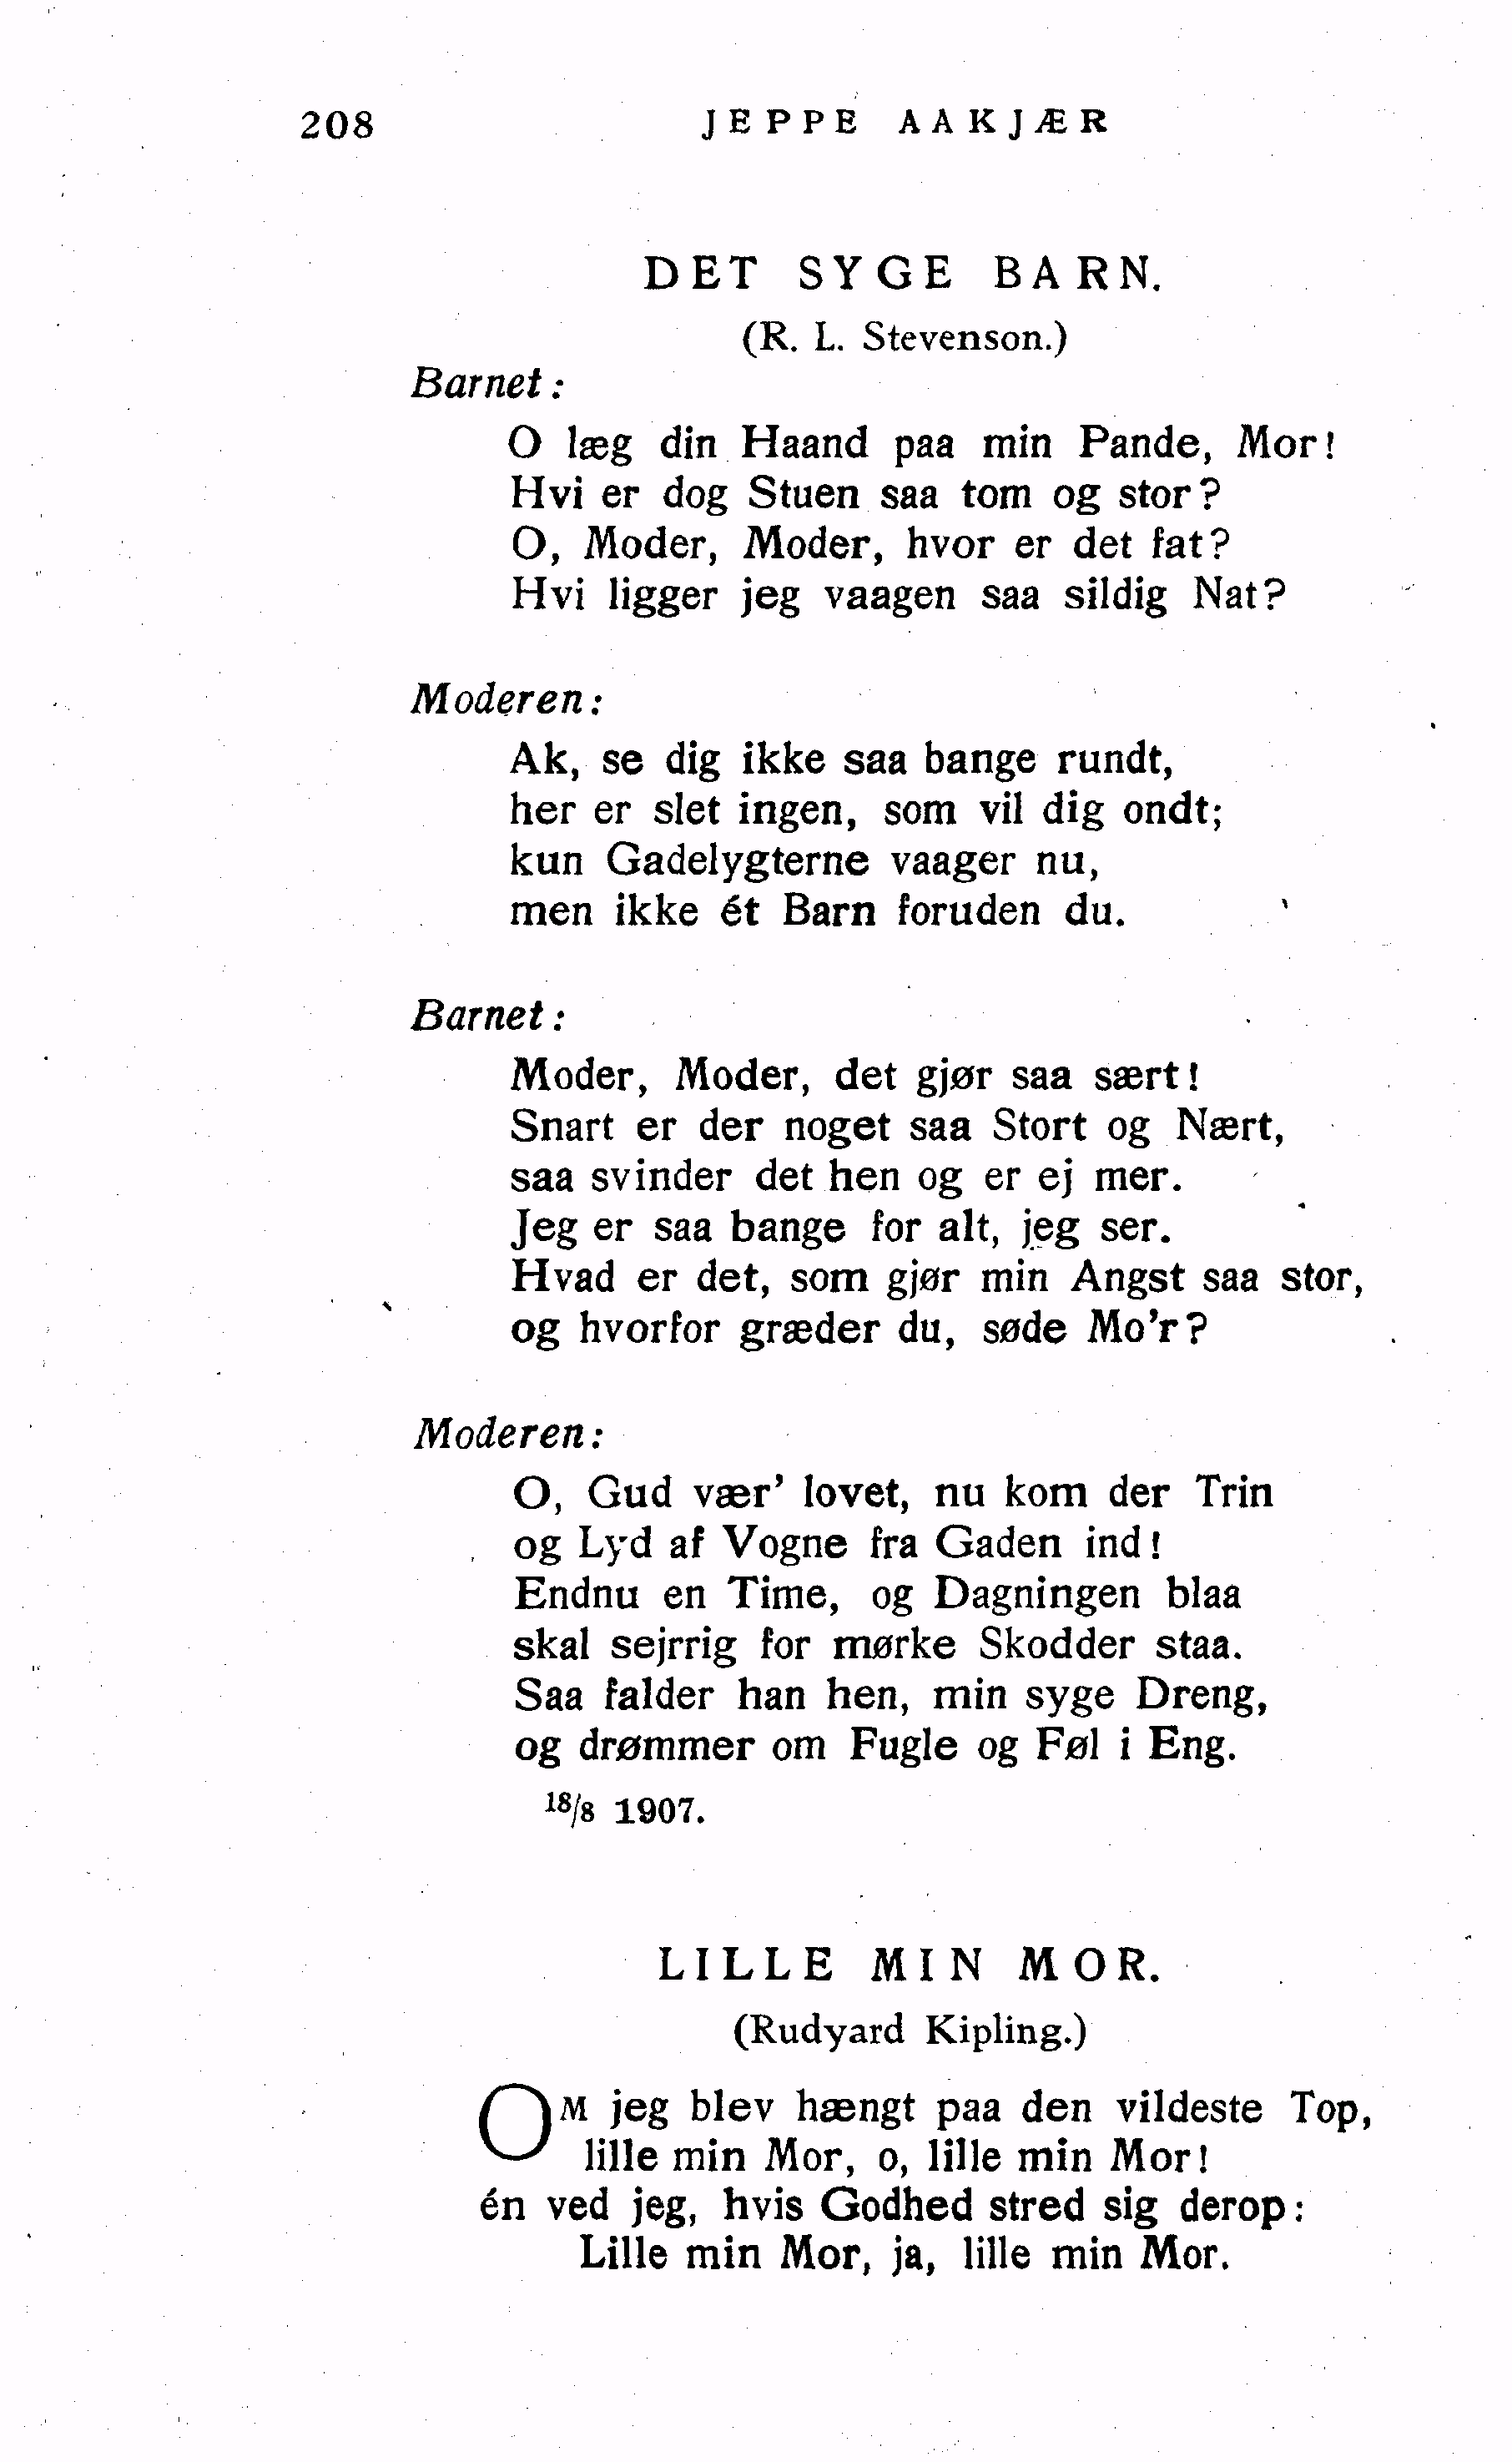 208 JEPPE AAKJÆR
DET SYGE BARN.
(R. L. Stevenson.)
Barnet:
O læg din Haand paa min Pande, Mor!
Hvi er dog Stuen saa tom og stor?
O, Moder, Moder, hvor er det fat?
Hvi ligger jeg vaagen saa sildig Nat?
Moderen:
Ak, se dig ikke saa bange rundt,
her er slet ingen, som vil dig ondt;
kun Gadelygterne vaager nu,
men ikke ét Barn foruden du.
Barnet:
Moder, Moder, det gjør saa sært!
Snart er der noget saa Stort og Nært,
saa svinder det hen og er ej mer.
Jeg er saa bange for alt, jeg ser.
Hvad er det, som gjør min Angst saa stor,
og hvorfor græder du, søde Mo'r?
Moderen:
O, Gud vær' lovet, nu kom der Trin
og Lyd af Vogne fra Gaden ind!
Endnu en Time, og Dagningen blaa
skal sejrrig for mørke Skodder staa.
Saa falder han hen, min syge Dreng,
og drømmer om Fugle og Føl i Eng.
18/8 1907.
LILLE MIN MOR.
(Rudyard Kipling.)
OM jeg blev hængt paa den vildeste Top,
lille min Mor, o, lille min Mor!
én ved jeg, hvis Godhed stred sig derop:
Lille min Mor, ja, lille min Mor.